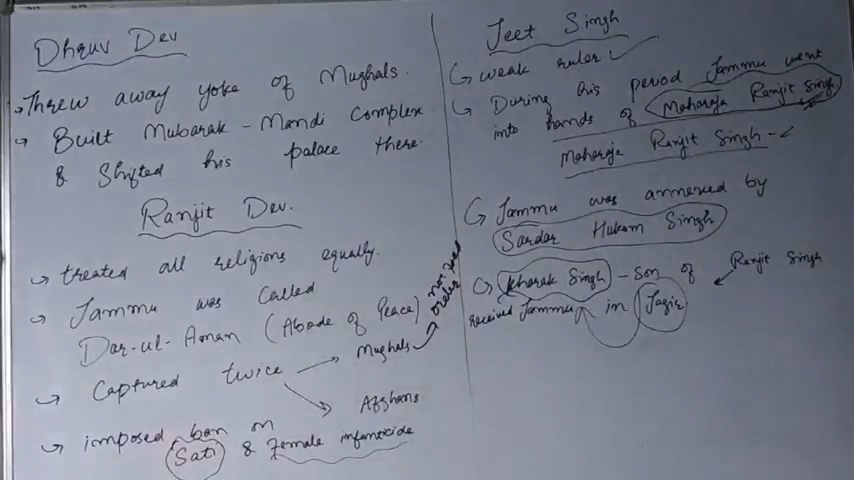 Dhruv Dev
Threw away yoke of Mughals.
Built Mubarak - Mandi Complex
& Shifted his palace there.
Ranjit Dev.
treated all religions equally.
Jammu was called
Dar-ul-Aman (Abode of Peace)
Captured twice
Mughals
Afghans
imposed ban on
Sati & Female infanticide
Jeet Singh
weak ruler
During his period Jammu went
into hands of Maharaja Ranjit Singh
Maharaja Ranjit Singh -
Jammu was annexed by
Sardar Hukam Singh
Kharak Singh - Son of Ranjit Singh
received Jammu in Jagir